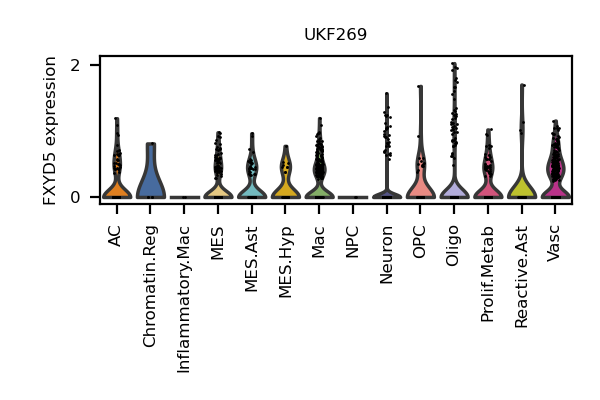 UKF269
FXYD5 expression
2
0
AC
Chromatin.Reg
Inflammatory.Mac
MES
MES.Ast
MES.Hyp
Mac
NPC
Neuron
OPC
Oligo
Prolif.Metab
Reactive.Ast
Vasc